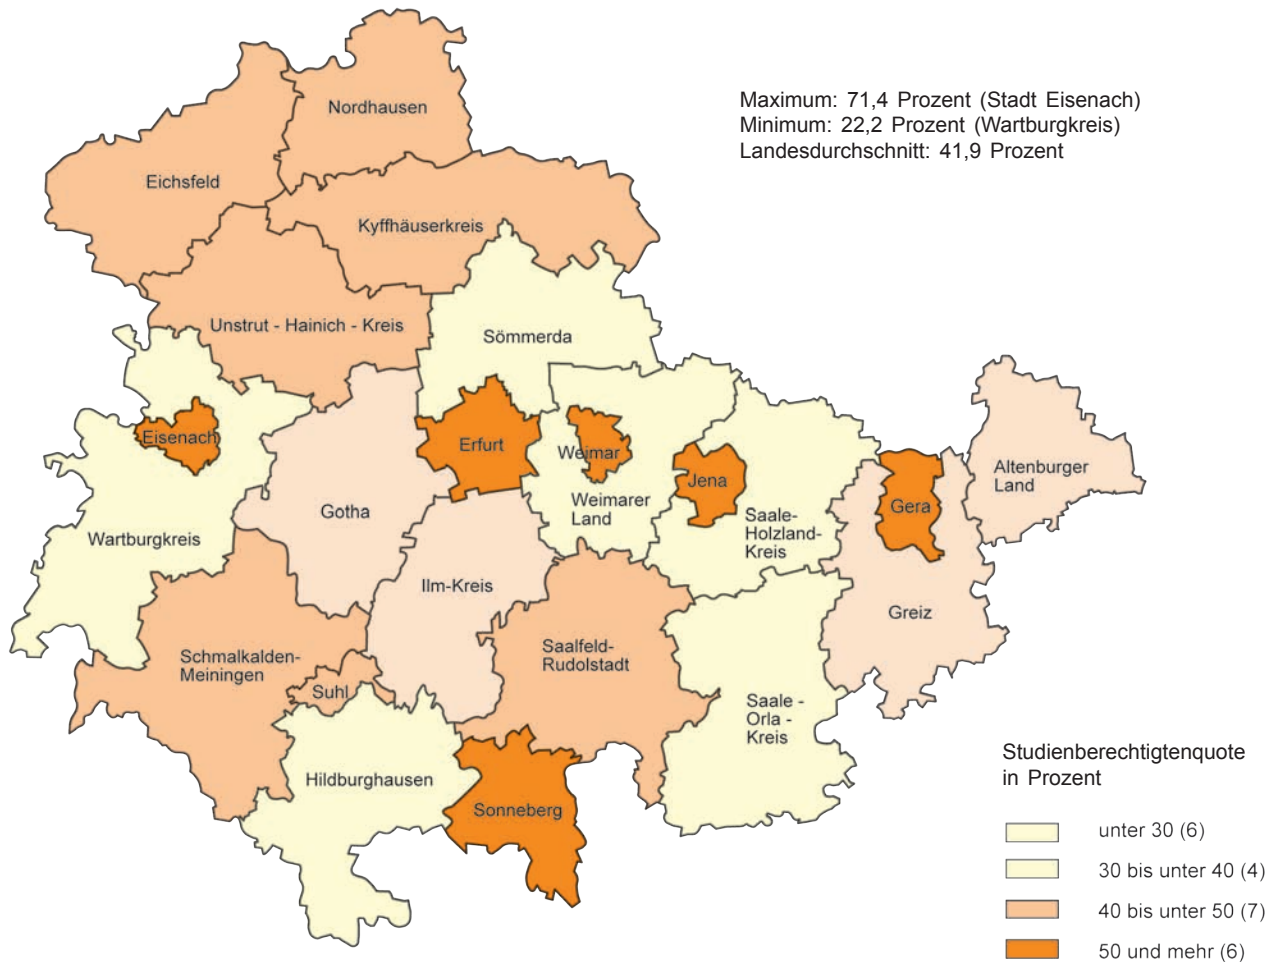 Nordhausen
Maximum: 71,4 Prozent (Stadt Eisenach)
Minimum: 22,2 Prozent (Wartburgkreis)
Landesdurchschnitt: 41,9 Prozent
Eichsfeld
Kyffhäuserkreis
Unstrut - Hainich - Kreis
Sömmerda
Eisenach
Erfurt
Weimar
Jena
Altenburger
Land
Gera
Gotha
Weimarer
Land
Saale-
Holzland-
Kreis
Wartburgkreis
Ilm-Kreis
Greiz
Schmalkalden-
Meiningen
Saalfeld-
Rudolstadt
Suhl
Saale -
Orla -
Kreis
Hildburghausen
Sonneberg
Studienberechtigtenquote
in Prozent
unter 30 (6)
30 bis unter 40 (4)
40 bis unter 50 (7)
50 und mehr (6)